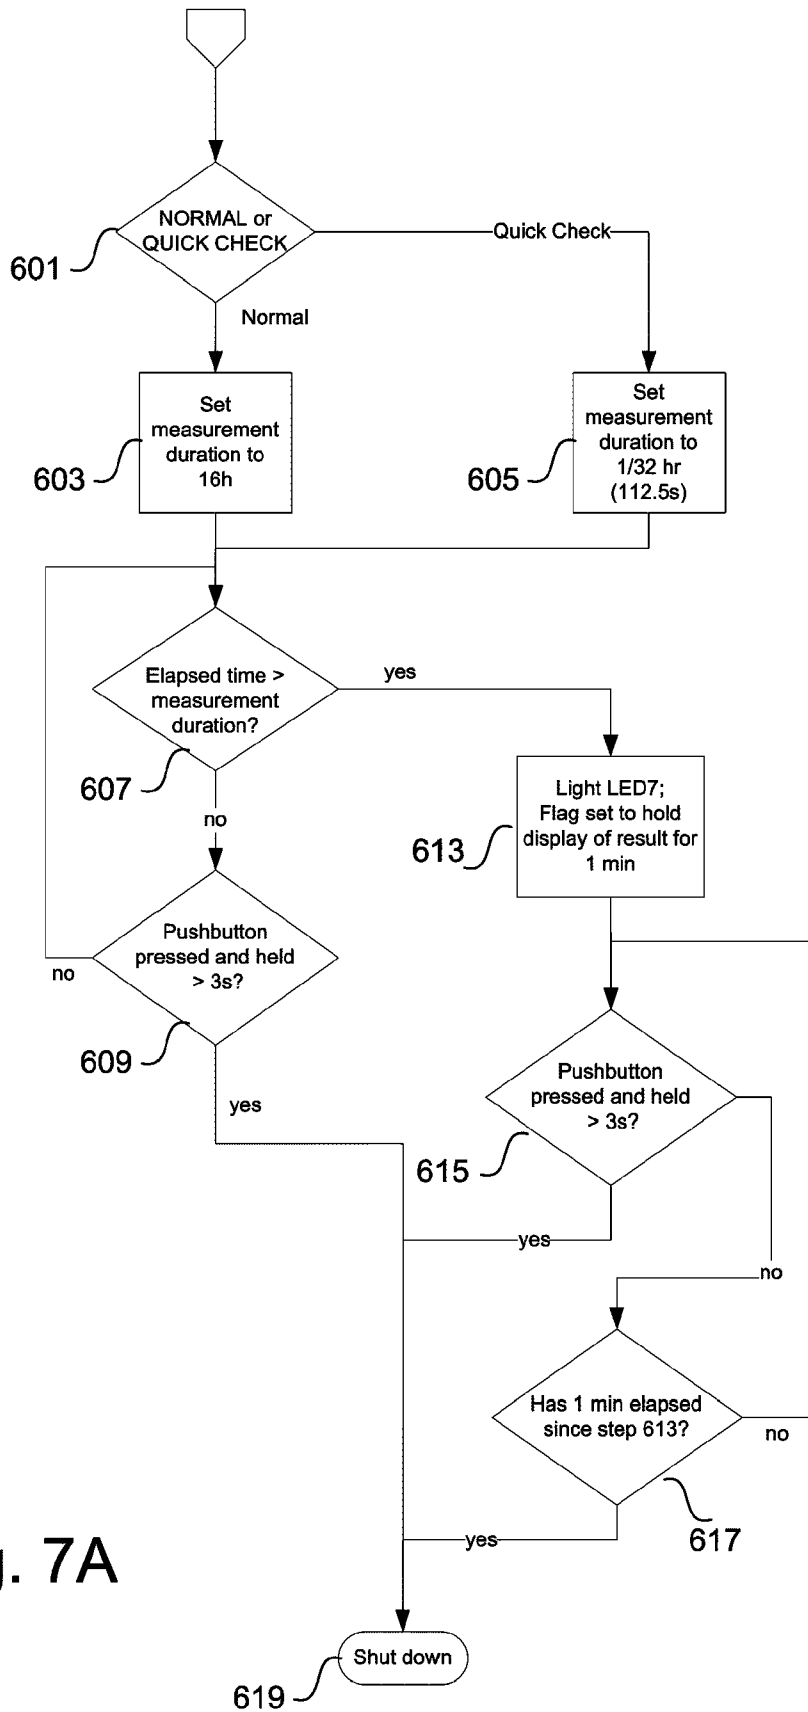 NORMAL or
QUICK CHECK
601
Quick Check
Normal
Set
measurement
duration to
16h
603
Set
measurement
duration to
1/32 hr
(112.5s)
605
Elapsed time >
measurement
duration?
607
yes
no
Light LED7;
Flag set to hold
display of result for
1 min
613
Pushbutton
pressed and held
> 3s?
no
609
yes
Pushbutton
pressed and held
> 3s?
615
yes
no
Has 1 min elapsed
since step 613?
no
617
yes
g. 7A
Shut down
619